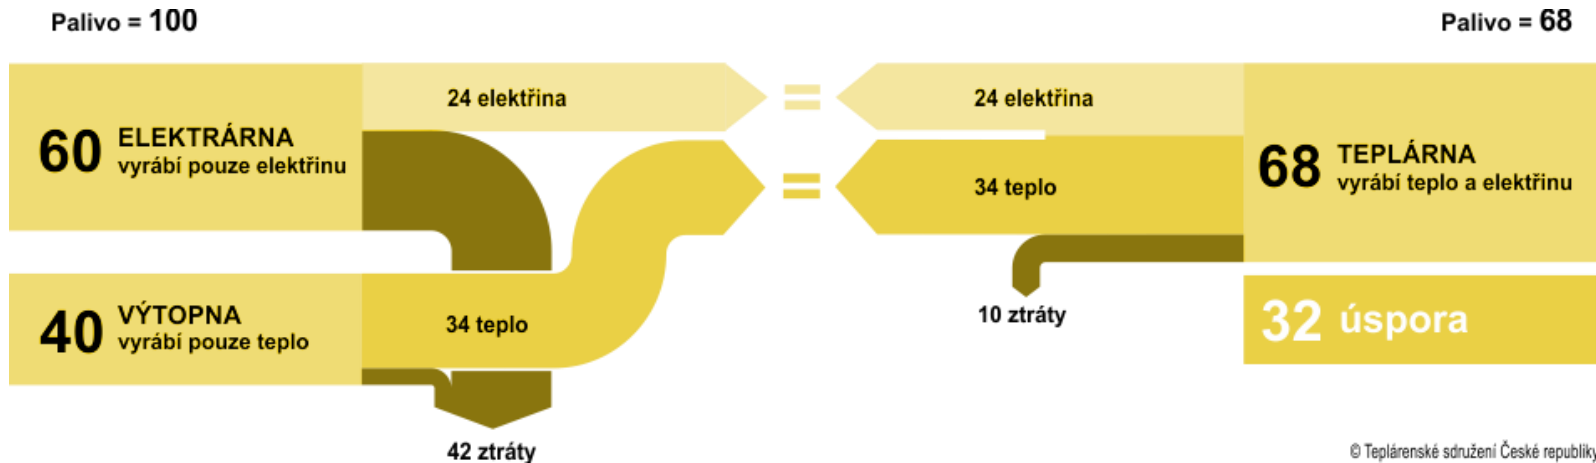 Palivo = 100
Palivo = 68
24 elektřina
=
24 elektřina
60 ELEKTRÁRNA
vyrábí pouze elektřinu
34 teplo
=
68 TEPLÁRNA
vyrábí teplo a elektřinu
40 VÝTOPNA
vyrábí pouze teplo
34 teplo
10 ztráty
32 úspora
42 ztráty
© Teplárenské sdružení České republiky